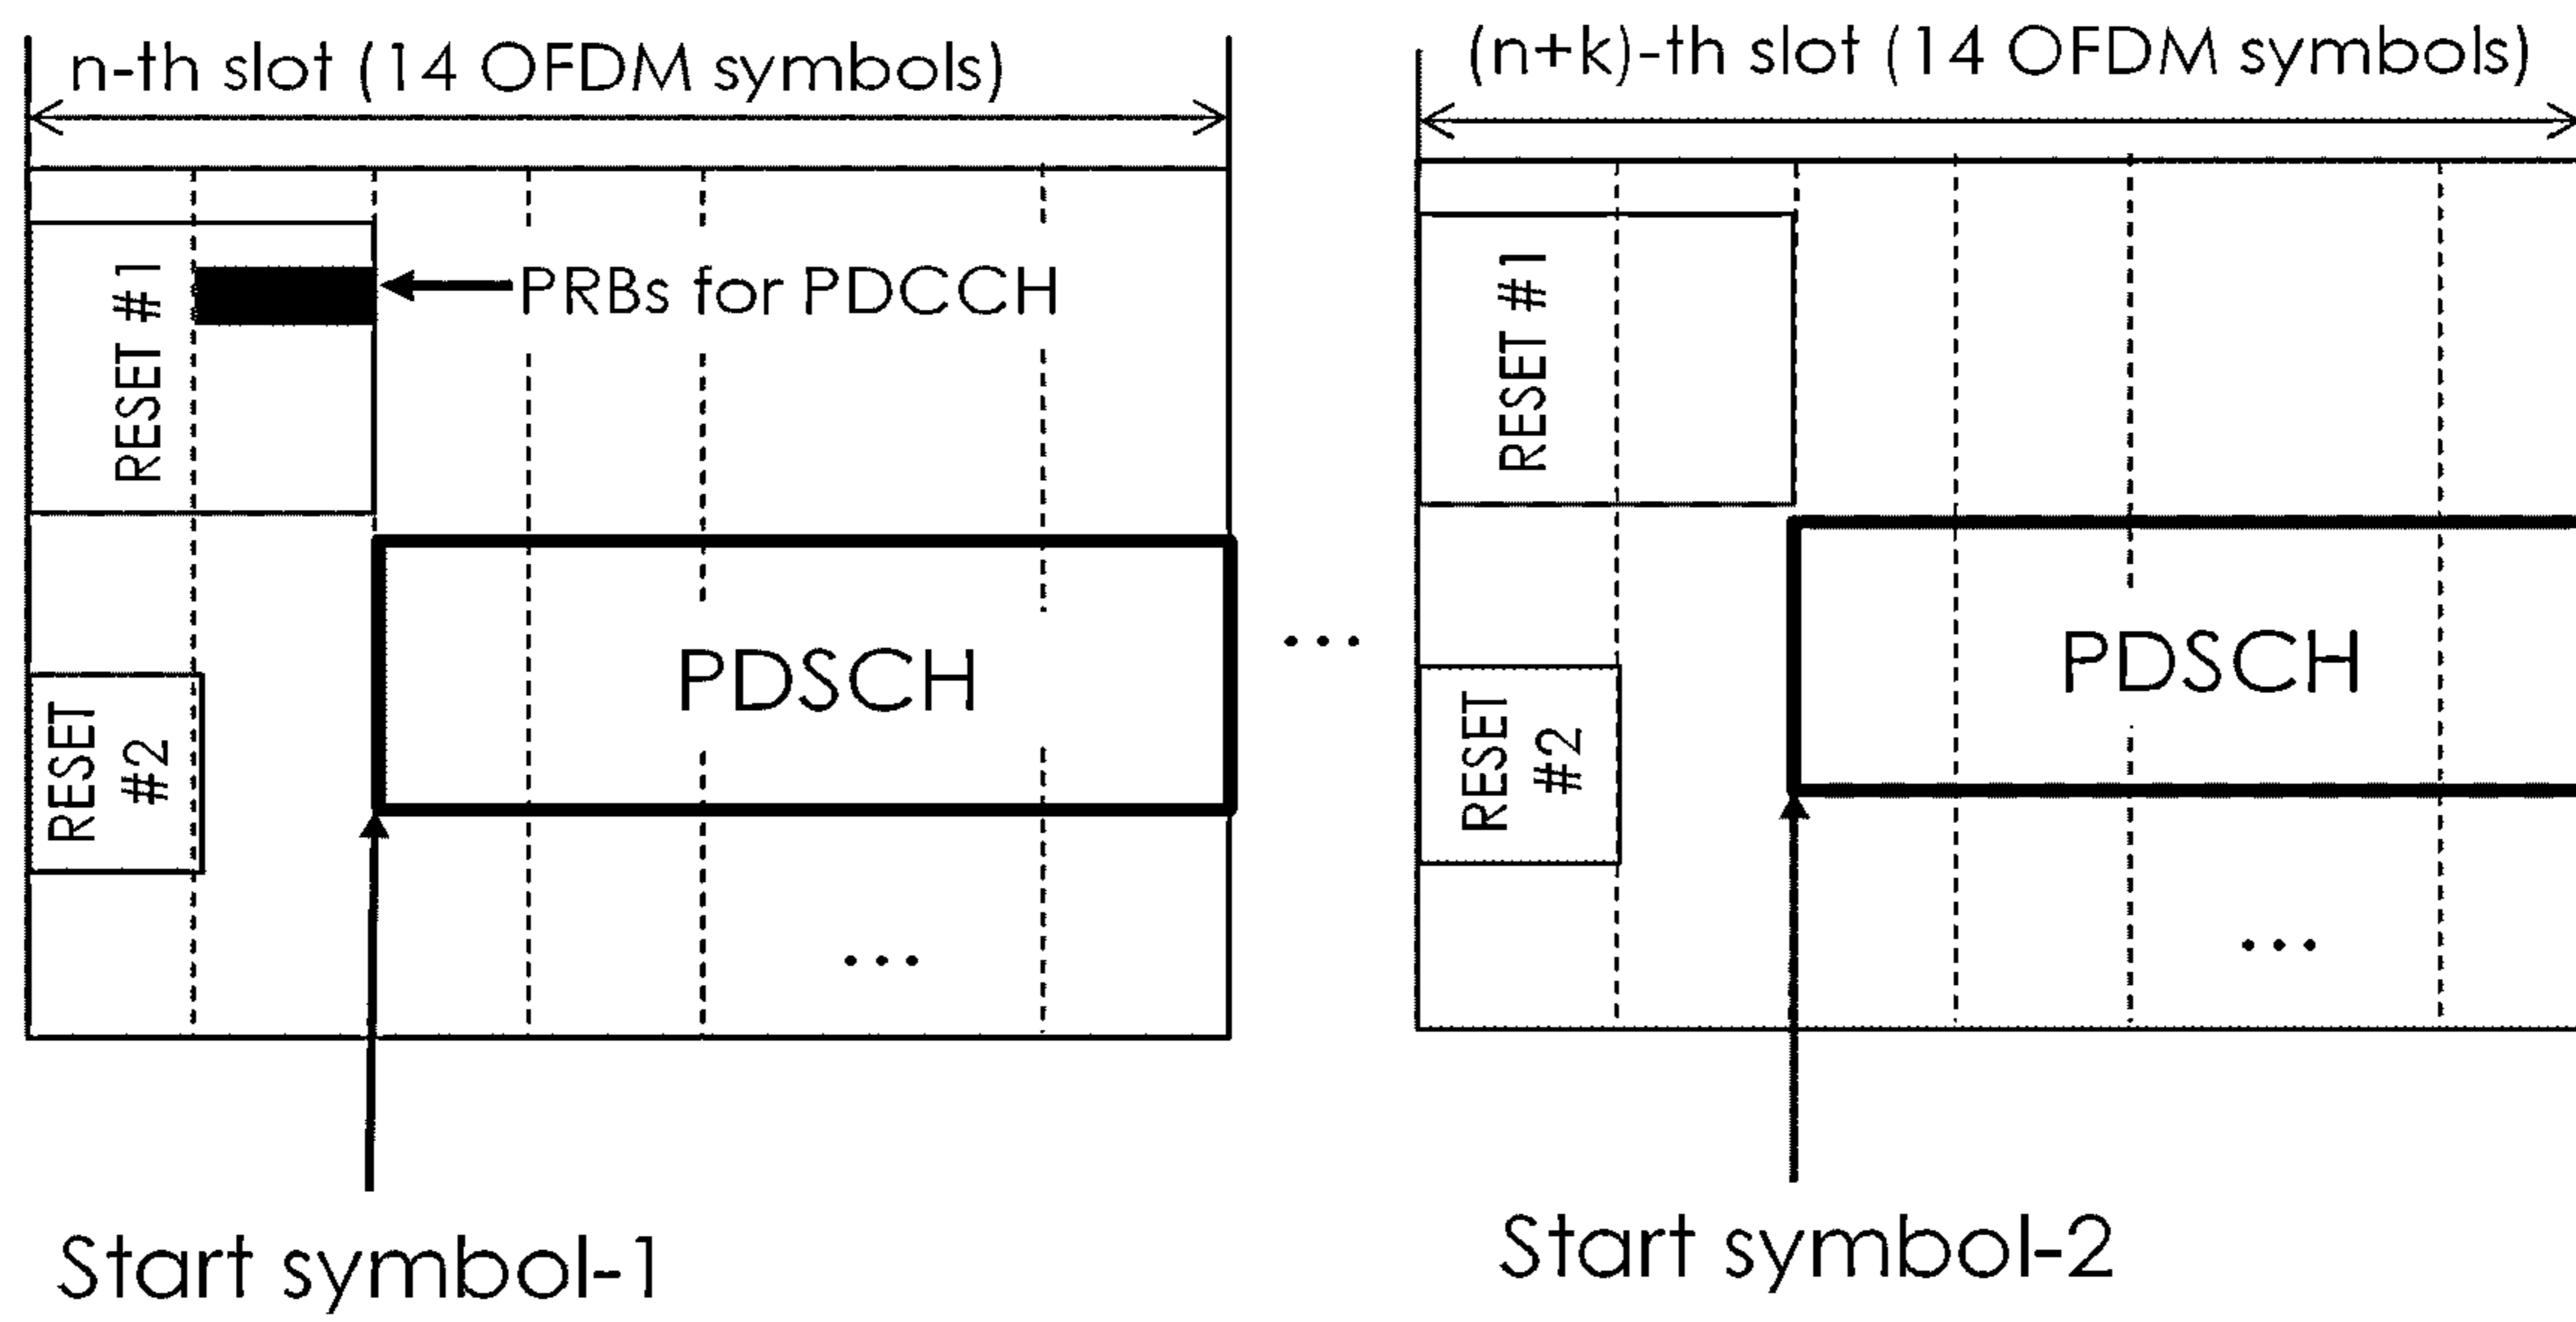 n-th slot (14 OFDM symbols)
(n+k)-th slot (14 OFDM symbols)
RESET #1
PRBs for PDCCH
RESET #1
PDSCH
...
PDSCH
RESET
#2
RESET
#2
...
...
Start symbol-1
Start symbol-2